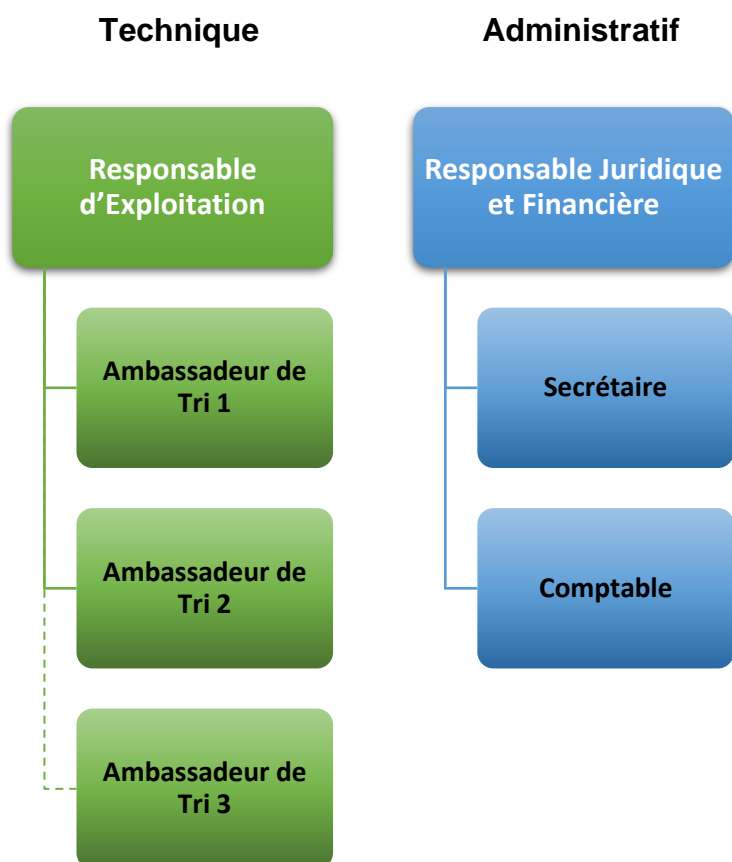 Technique
Administratif
Responsable
d’Exploitation
Responsable Juridique
et Financière
Ambassadeur de
Tri 1
Secrétaire
Ambassadeur de
Tri 2
Comptable
Ambassadeur de
Tri 3